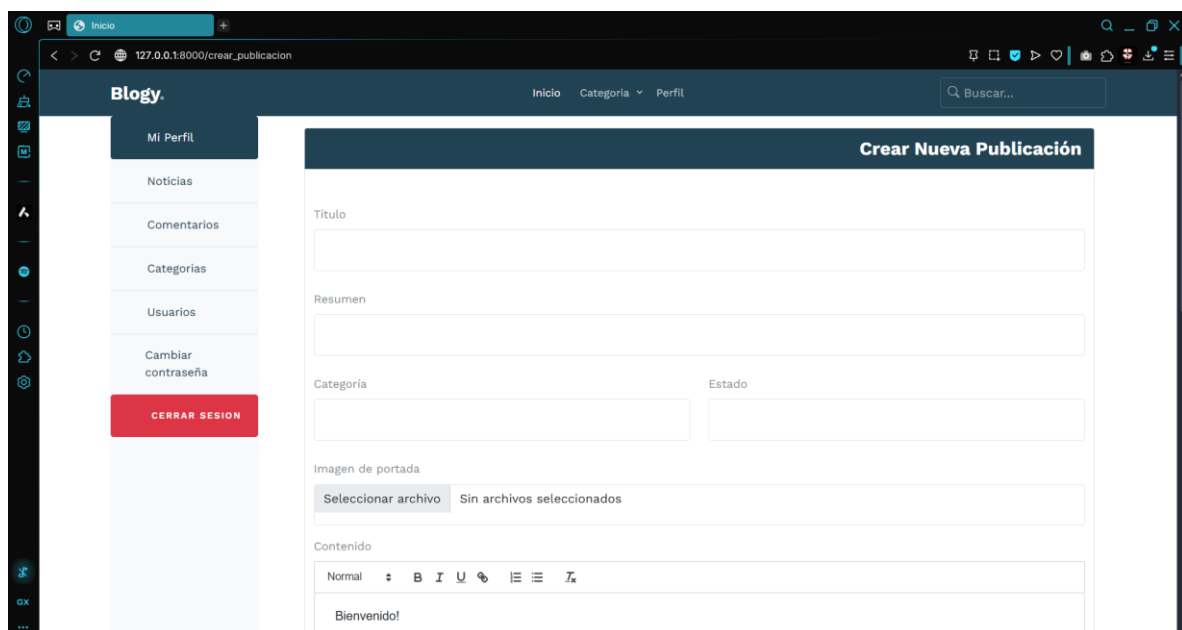 Inicio
127.0.0.1:8000/crear_publicacion
Blogy.
Inicio Categoria Perfil
Buscar...
Mi Perfil
Noticias
Comentarios
Categorias
Usuarios
Cambiar
contraseña
CERRAR SESION
Crear Nueva Publicación
Título
Resumen
Categoría Estado
Imagen de portada
Seleccionar archivo Sin archivos seleccionados
Contenido
Normal B I U
Bienvenido!
GX